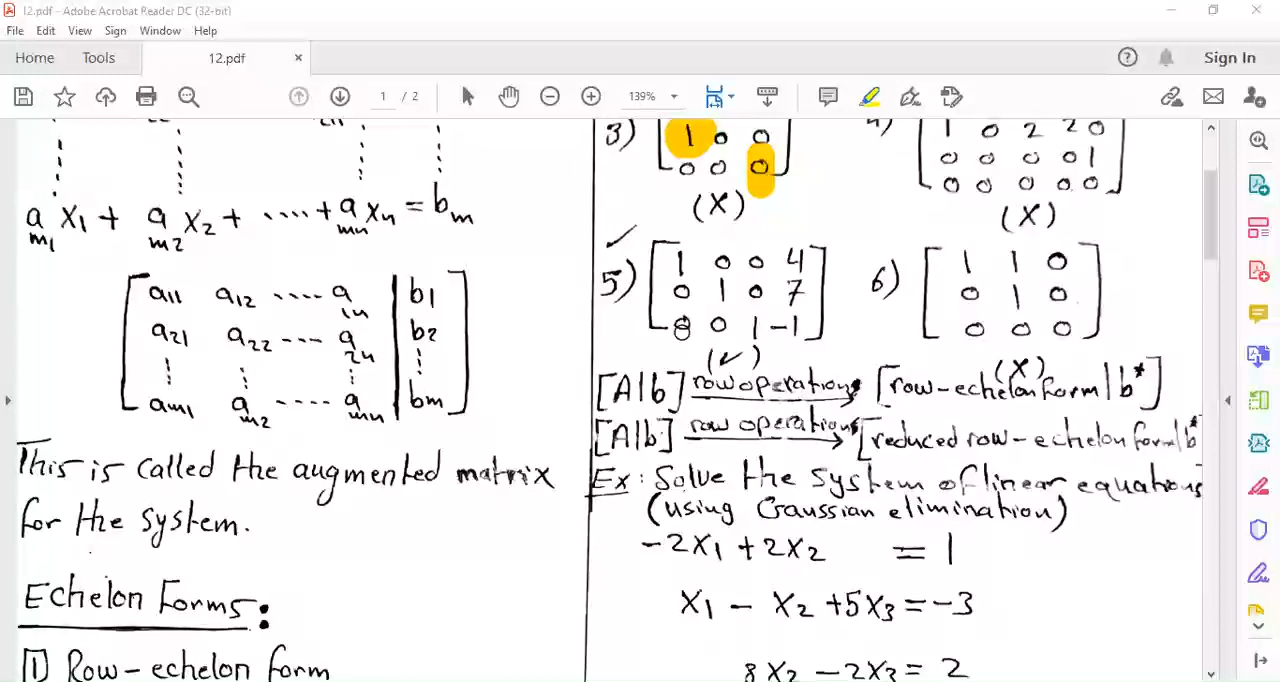 12.pdf - Adobe Acrobat Reader DC (32-bit)
File Edit View Sign Window Help
Home Tools 12.pdf × Sign In
1 / 2 139%
a_m1 x1 + a_m2 x2 + ..... + a_mn xn = bm
[ a11 a12 ..... a1n | b1
a21 a22 --- a2n | b2
⋮ ⋮ ⋮ ⋮
am1 am2 ..... amn | bm ]
This is called the augmented matrix
for the system.
Echelon Forms:
1 Row-echelon form
3) [ 1 0 0
0 0 0 ]
(X)
4) [ 1 0 2 2 0
0 0 0 0 1
0 0 0 0 0 ]
(X)
✓
5) [ 1 0 0 4
0 1 0 7
8 0 1 -1 ]
(✓)
6) [ 1 1 0
0 1 0
0 0 0 ]
(X)
[A|b] row operations → [row-echelon form | b*]
[A|b] row operations → [reduced row-echelon form | b*
Ex: Solve the system of linear equations
(using Gaussian elimination)
-2x1 + 2x2 = 1
x1 - x2 + 5x3 = -3
8x2 - 2x3 = 2